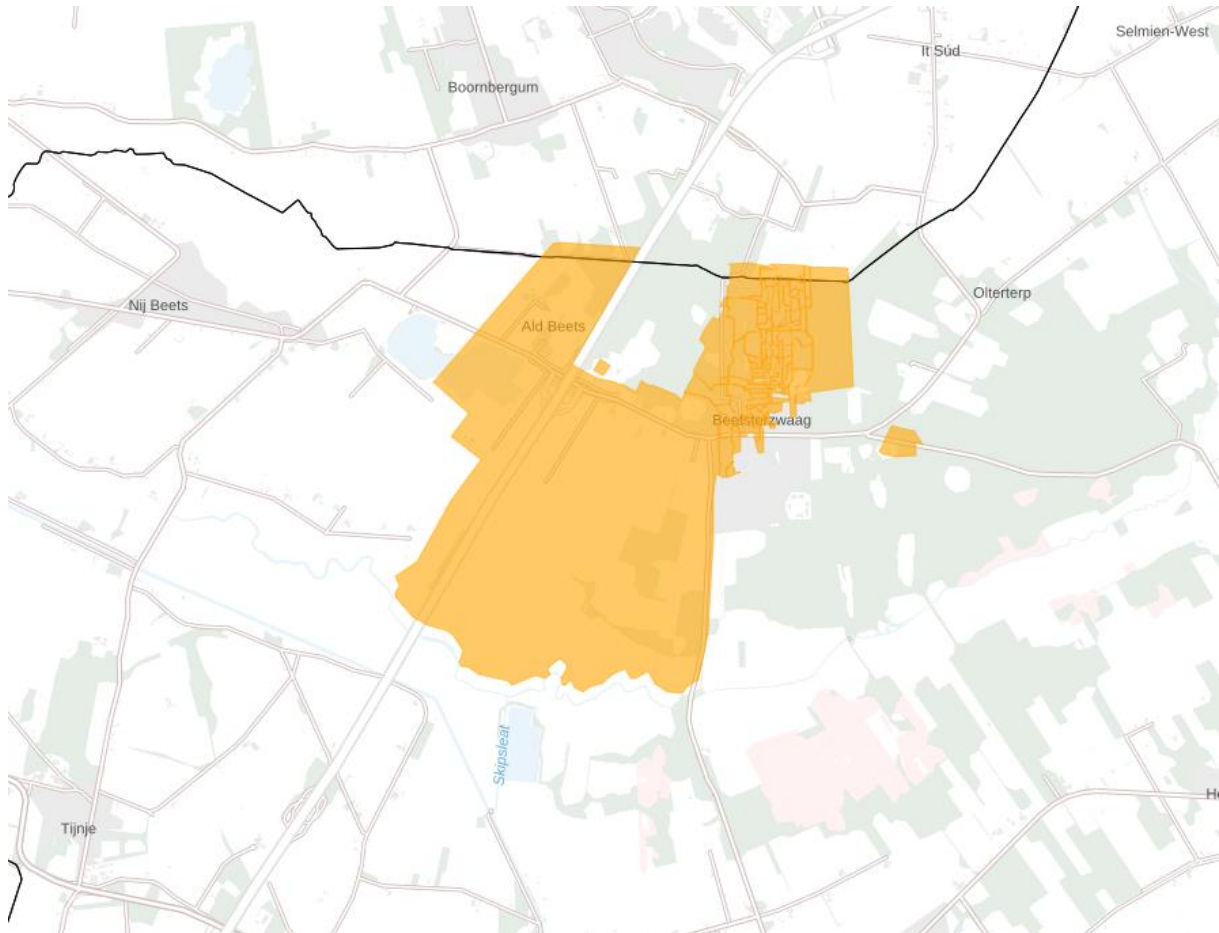 Selmien-West
It Súd
Boornbergum
Olterterp
Nij Beets
Ald Beets
Beetsterzwaag
Skipsleat
Tijnje